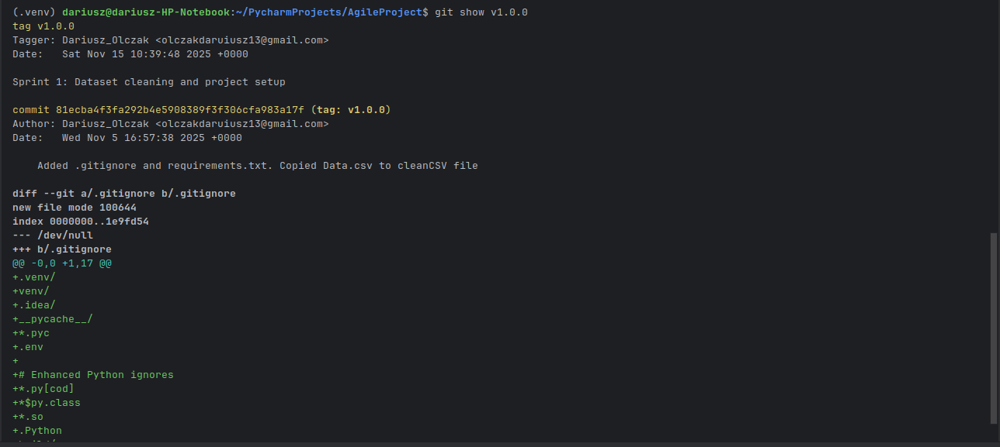 (.venv) dariusz@dariusz-HP-Notebook:~/PycharmProjects/AgileProject$ git show v1.0.0
tag v1.0.0
Tagger: Dariusz_Olczak <olczakdaruiusz13@gmail.com>
Date:   Sat Nov 15 10:39:48 2025 +0000

Sprint 1: Dataset cleaning and project setup

commit 81ecba4f3fa292b4e5908389f3f306cfa983a17f (tag: v1.0.0)
Author: Dariusz_Olczak <olczakdaruiusz13@gmail.com>
Date:   Wed Nov 5 16:57:38 2025 +0000

    Added .gitignore and requirements.txt. Copied Data.csv to cleanCSV file

diff --git a/.gitignore b/.gitignore
new file mode 100644
index 0000000..1e9fd54
--- /dev/null
+++ b/.gitignore
@@ -0,0 +1,17 @@
+.venv/
+venv/
+.idea/
+__pycache__/
+*.pyc
+.env
+
+# Enhanced Python ignores
+*.py[cod]
+*$py.class
+*.so
+.Python